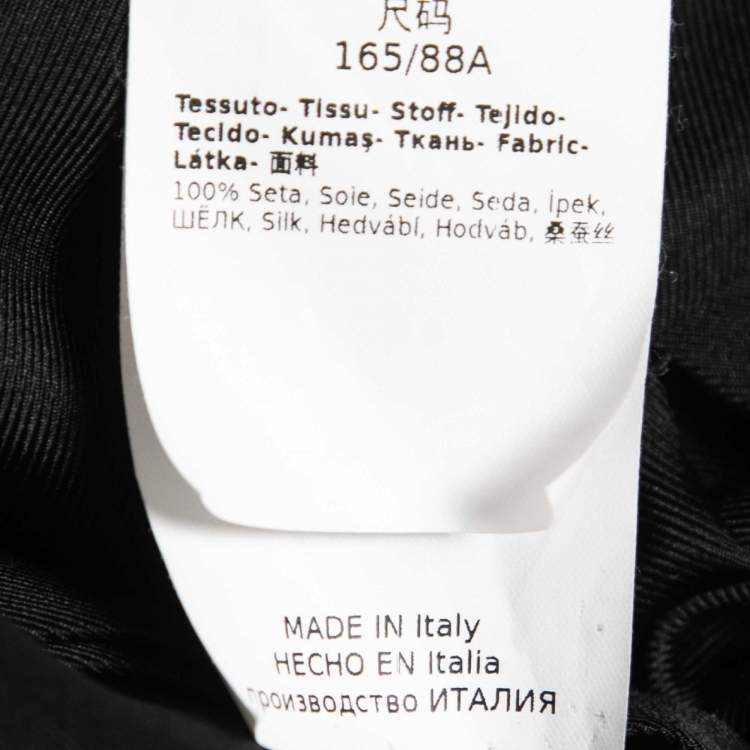 尺码
165/88A
Tessuto- Tissu- Stoff- Tejido-
Tecido- Kumaş- Ткань- Fabric-
Látka- 面料
100% Seta, Soie, Seide, Seda, İpek,
ШЁЛК, Silk, Hedvábí, Hodváb, 桑蚕丝
MADE IN Italy
HECHO EN Italia
производство ИТАЛИЯ